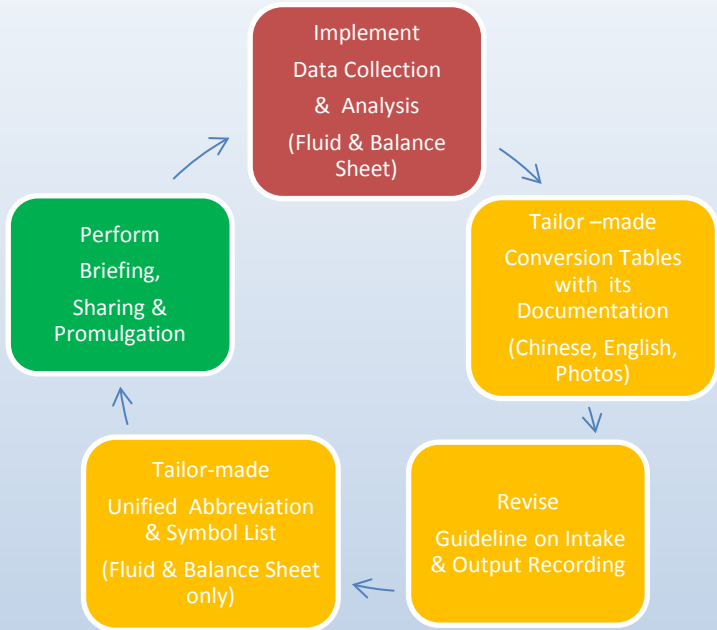 Implement
Data Collection
& Analysis
(Fluid & Balance
Sheet)
Tailor –made
Conversion Tables
with its
Documentation
(Chinese, English,
Photos)
Revise
Guideline on Intake
& Output Recording
Tailor-made
Unified Abbreviation
& Symbol List
(Fluid & Balance Sheet
only)
Perform
Briefing,
Sharing &
Promulgation